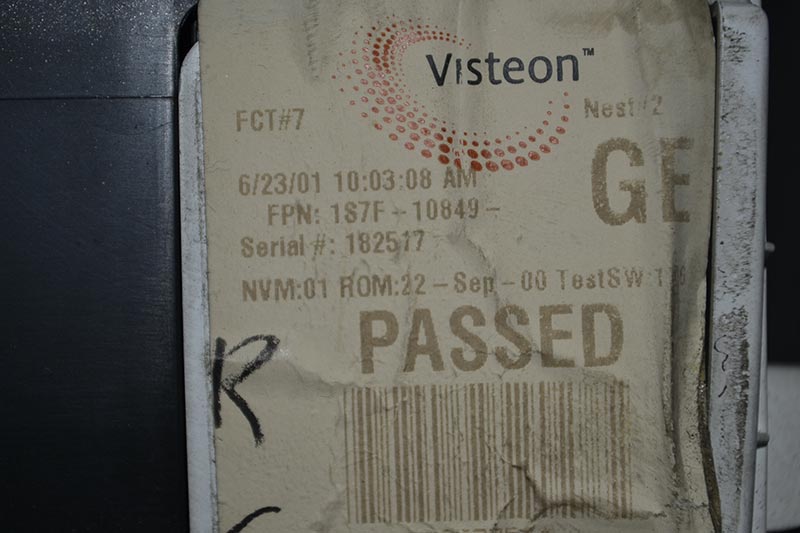 Visteon™
FCT#7 Nest#2
GE
6/23/01 10:03:08 AM
FPN: 1S7F-10849-
Serial #: 182517
NVM:01 ROM:22-Sep-00 TestSW:
PASSED
R